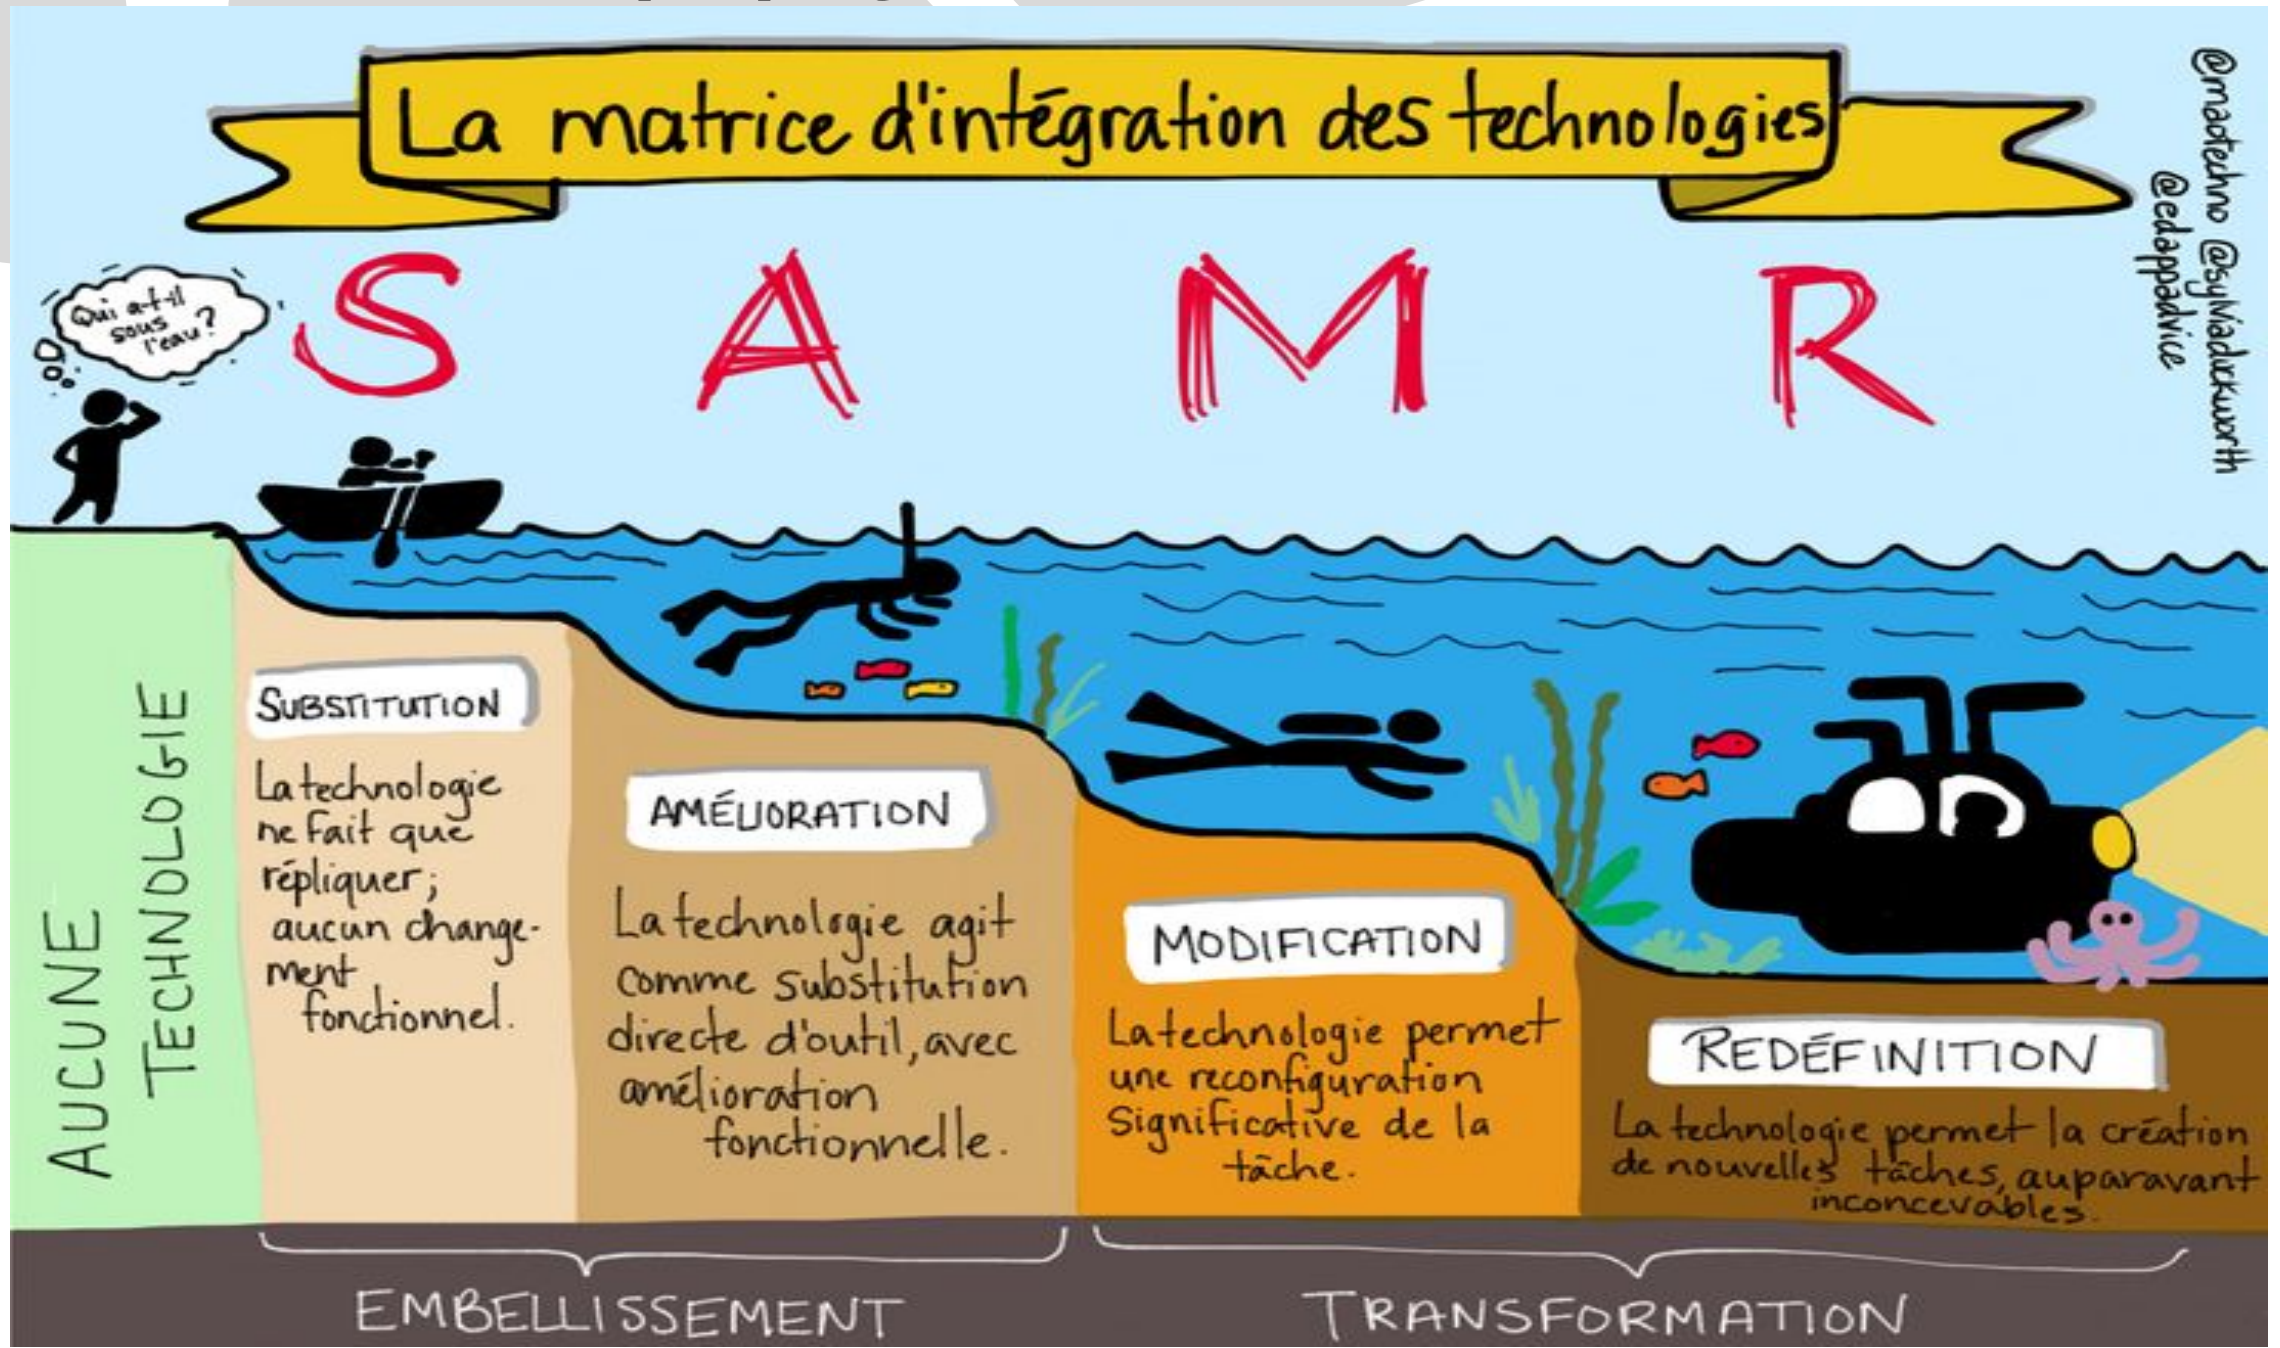 La matrice d'intégration des technologies
@madtechno @sylviaduckworth
@edappadvice
S A M R
Qui a-t-il
sous
l'eau?
AUCUNE
TECHNOLOGIE
SUBSTITUTION
La technologie
ne fait que
répliquer;
aucun change-
ment
fonctionnel.
AMÉLIORATION
La technologie agit
comme substitution
directe d'outil, avec
amélioration
fonctionnelle.
MODIFICATION
La technologie permet
une reconfiguration
Significative de la
tâche.
REDÉFINITION
La technologie permet la création
de nouvelles tâches, auparavant
inconcevables.
EMBELLISSEMENT
TRANSFORMATION